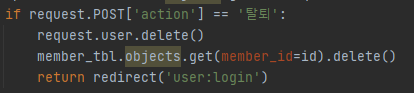 if request.POST['action'] == '탈퇴':
    request.user.delete()
    member_tbl.objects.get(member_id=id).delete()
    return redirect('user:login')